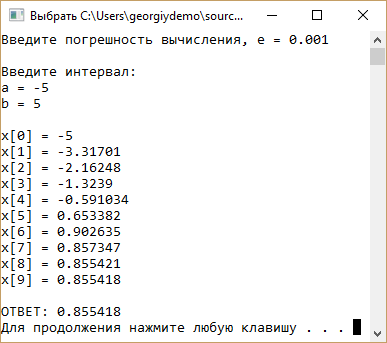 Выбрать C:\Users\georgiydemo\sourc...
Введите погрешность вычисления, e = 0.001
Введите интервал:
a = -5
b = 5
x[0] = -5
x[1] = -3.31701
x[2] = -2.16248
x[3] = -1.3239
x[4] = -0.591034
x[5] = 0.653382
x[6] = 0.902635
x[7] = 0.857347
x[8] = 0.855421
x[9] = 0.855418
ОТВЕТ: 0.855418
Для продолжения нажмите любую клавишу . . .